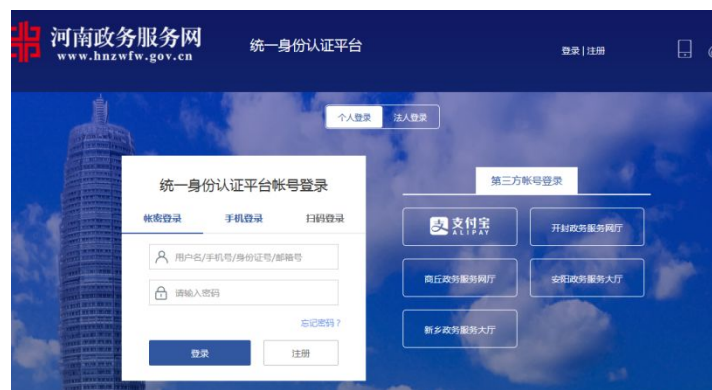 河南政务服务网
www.hnzwfw.gov.cn
统一身份认证平台
登录|注册
个人登录
法人登录
统一身份认证平台帐号登录
帐密登录
手机登录
扫码登录
用户名/手机号/身份证号/邮箱号
请输入密码
忘记密码？
登录
注册
第三方帐号登录
支付宝
ALIPAY
开封政务服务网厅
商丘政务服务网厅
安阳政务服务大厅
新乡政务服务大厅